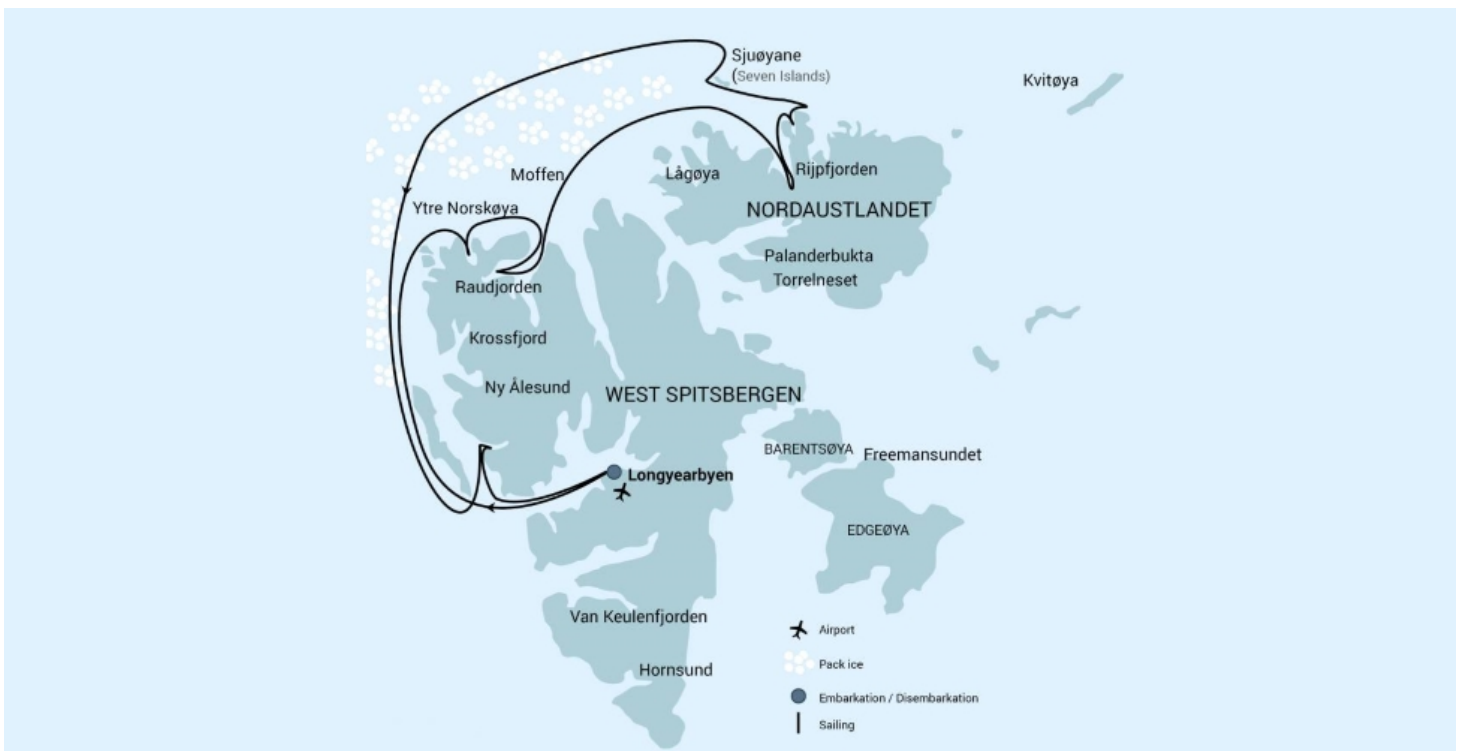 Sjuøyane
(Seven Islands)
Kvitøya
Moffen
Lågøya
Rijpfjorden
Ytre Norskøya
NORDAUSTLANDET
Palanderbukta
Torrelneset
Raudjorden
Krossfjord
Ny Ålesund
WEST SPITSBERGEN
BARENTSØYA
Freemansundet
Longyearbyen
EDGEØYA
Van Keulenfjorden
Hornsund
Airport
Pack ice
Embarkation / Disembarkation
Sailing